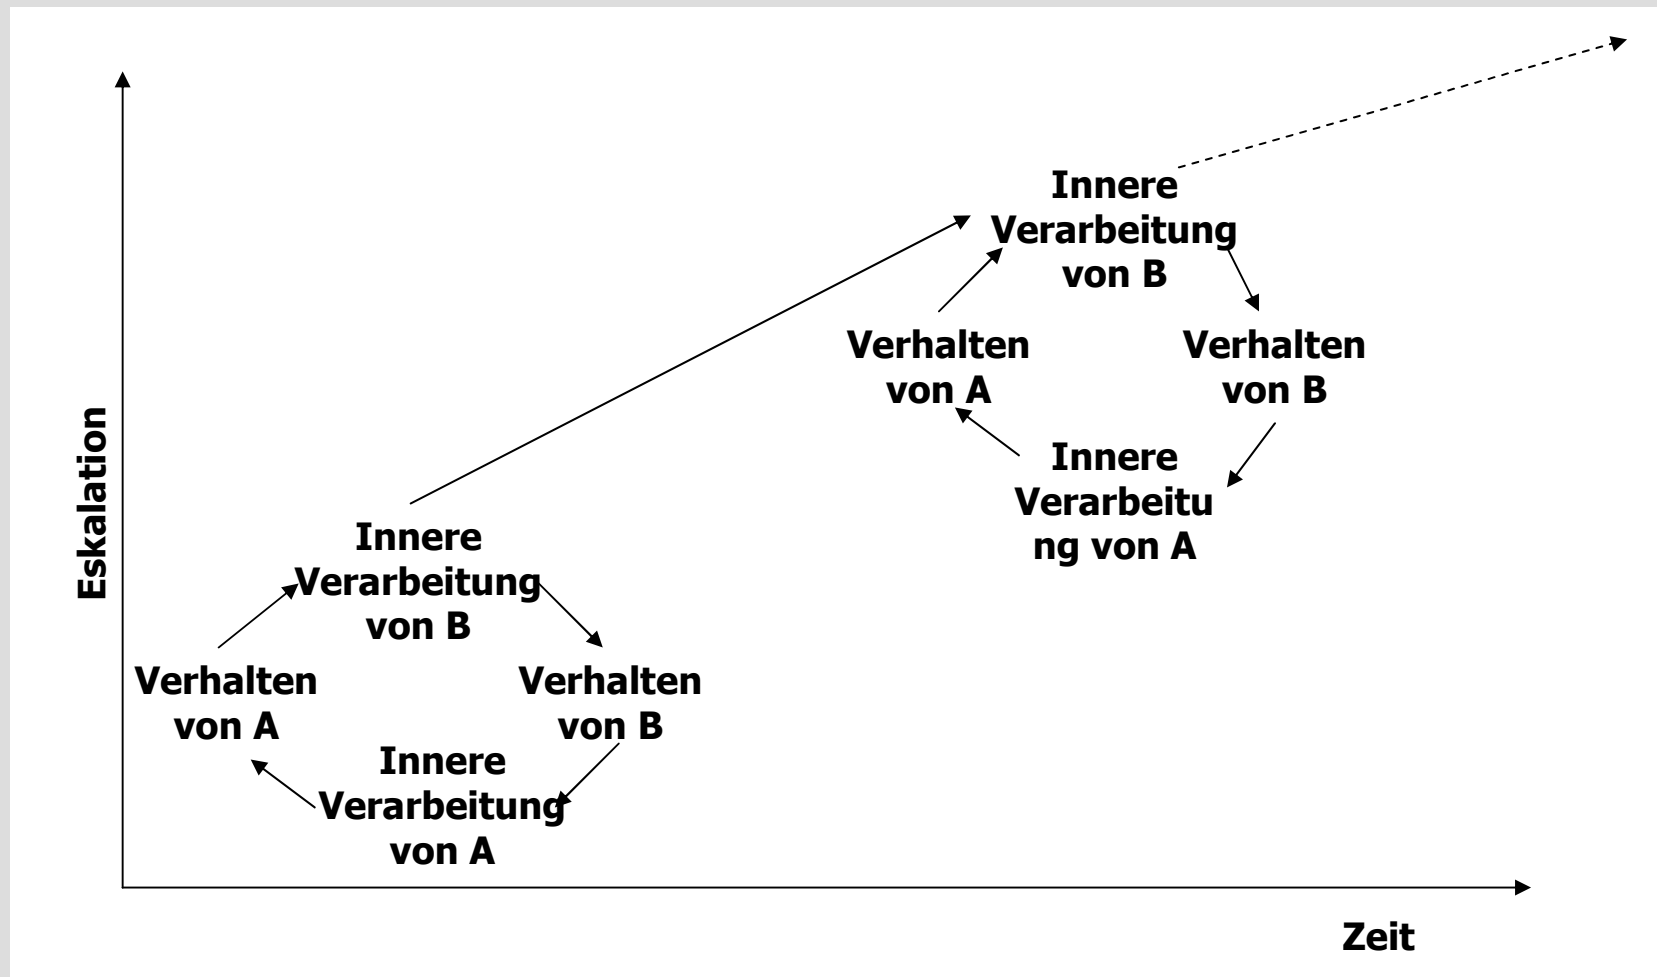 Innere
Verarbeitung
von B
Verhalten
von A
Verhalten
von B
Innere
Verarbeitu
ng von A
Eskalation
Innere
Verarbeitung
von B
Verhalten
von A
Verhalten
von B
Innere
Verarbeitung
von A
Zeit